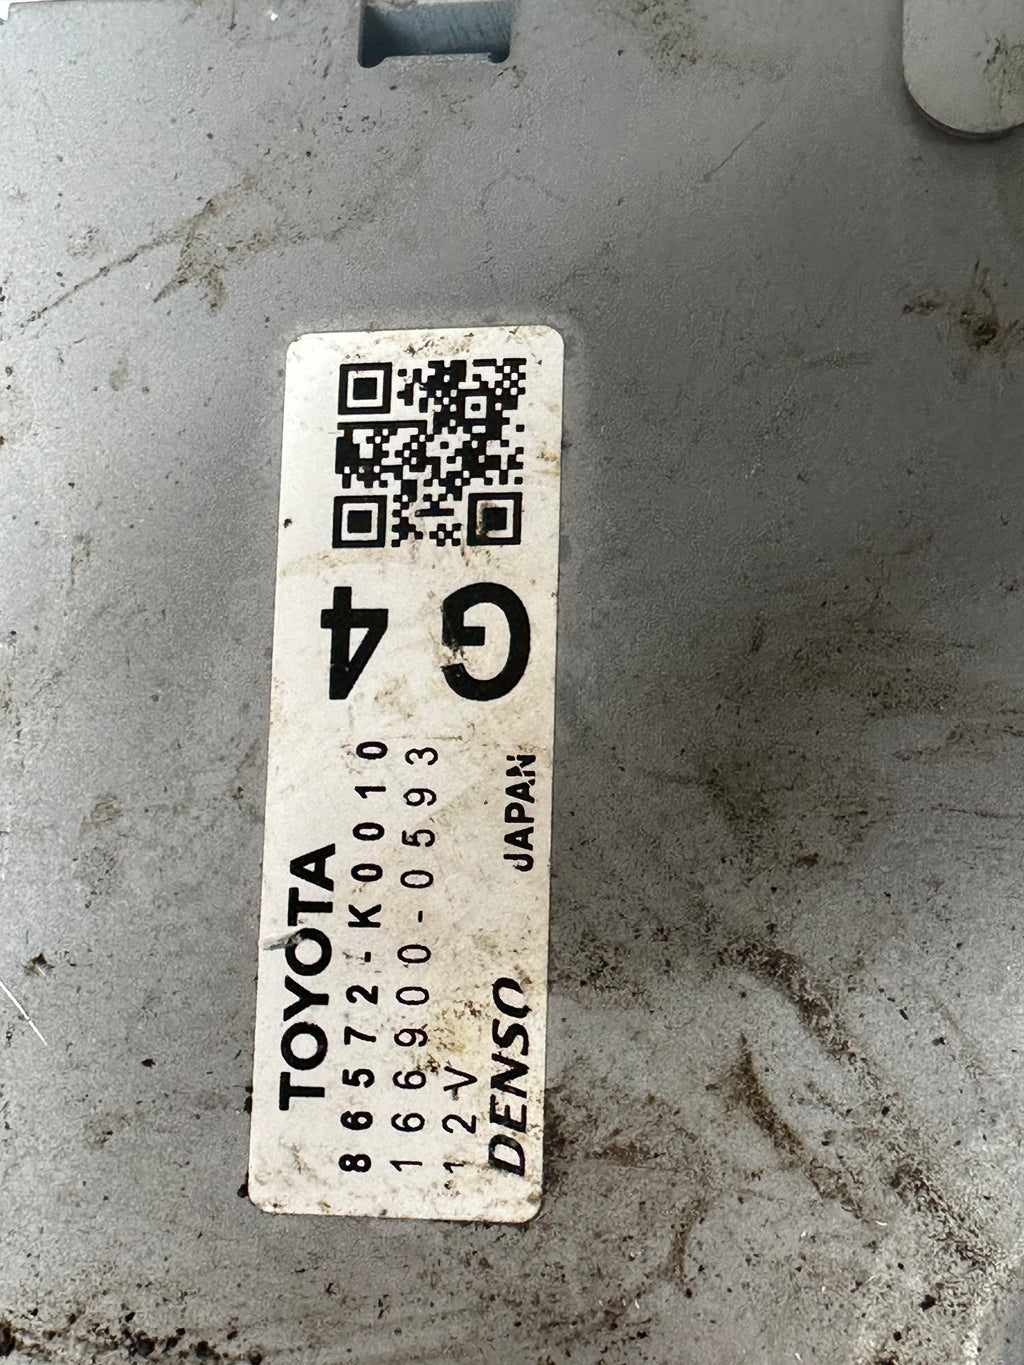 TOYOTA
86572-K0010
166900-0593
12V
DENSO JAPAN
G4